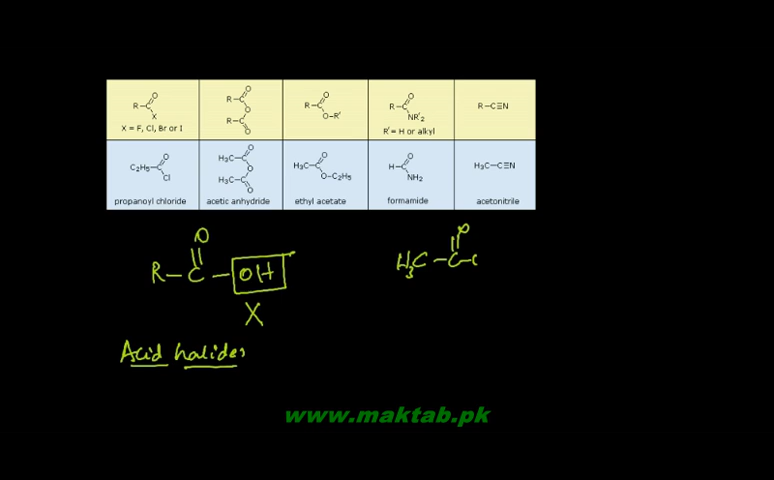 R-C O X
X = F, Cl, Br or I
R-C O O R-C O
R-C O O-R'
R-C O NR'2
R' = H or alkyl
R-C≡N
C2H5-C O Cl
propanoyl chloride
H3C-C O O H3C-C O
acetic anhydride
H3C-C O O-C2H5
ethyl acetate
H-C O NH2
formamide
H3C-C≡N
acetonitrile
O
R-C-OH
X
H3C-C-
Acid halides
www.maktab.pk